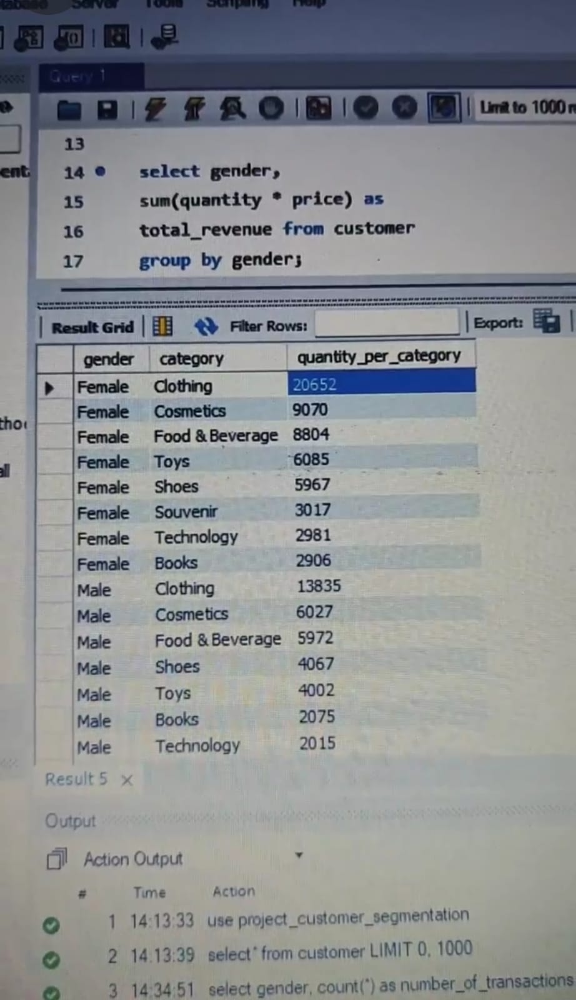 Server Tools Scripting Help
Query 1
Limit to 1000
13
14 select gender,
15 sum(quantity * price) as
16 total_revenue from customer
17 group by gender;
Result Grid Filter Rows: Export:
gender category quantity_per_category
Female Clothing 20652
Female Cosmetics 9070
Female Food & Beverage 8804
Female Toys 6085
Female Shoes 5967
Female Souvenir 3017
Female Technology 2981
Female Books 2906
Male Clothing 13835
Male Cosmetics 6027
Male Food & Beverage 5972
Male Shoes 4067
Male Toys 4002
Male Books 2075
Male Technology 2015
Result 5
Output
Action Output
# Time Action
1 14:13:33 use project_customer_segmentation
2 14:13:39 select * from customer LIMIT 0, 1000
3 14:34:51 select gender, count(*) as number_of_transactions